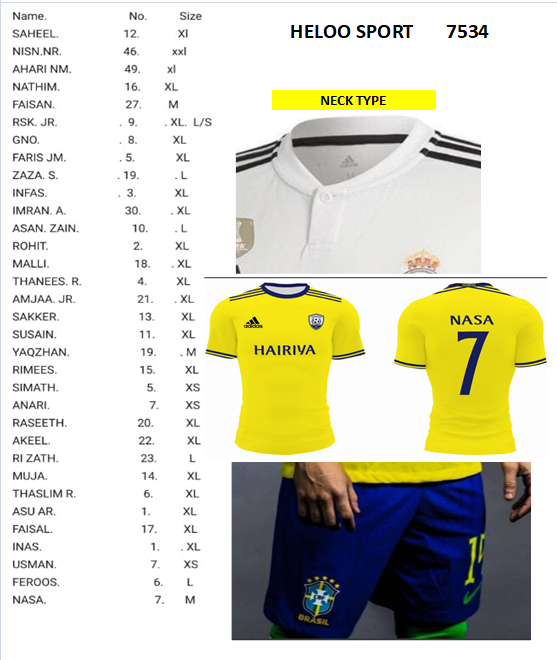 Name. No. Size
SAHEEL. 12. Xl
NISN.NR. 46. xxl
AHARI NM. 49. xl
NATHIM. 16. XL
FAISAN. 27. M
RSK. JR. . 9. . XL. L/S
GNO. . 8. XL
FARIS JM. . 5. XL
ZAZA. S. . 19. . L
INFAS. . 3. XL
IMRAN. A. 30. . XL
ASAN. ZAIN. 10. . L
ROHIT. 2. XL
MALLI. 18. . XL
THANEES. R. 4. XL
AMJAA. JR. 21. . XL
SAKKER. 13. XL
SUSAIN. 11. XL
YAQZHAN. 19. . M
RIMEES. 15. XL
SIMATH. 5. XS
ANARI. 7. XS
RASEETH. 20. XL
AKEEL. 22. XL
RI ZATH. 23. L
MUJA. 14. XL
THASLIM R. 6. XL
ASU AR. 1. XL
FAISAL. 17. XL
INAS. 1. . XL
USMAN. 7. XS
FEROOS. 6. L
NASA. 7. M
HELOO SPORT 7534
NECK TYPE
adidas
adidas
HAIRIVA
NASA
7
BRASIL